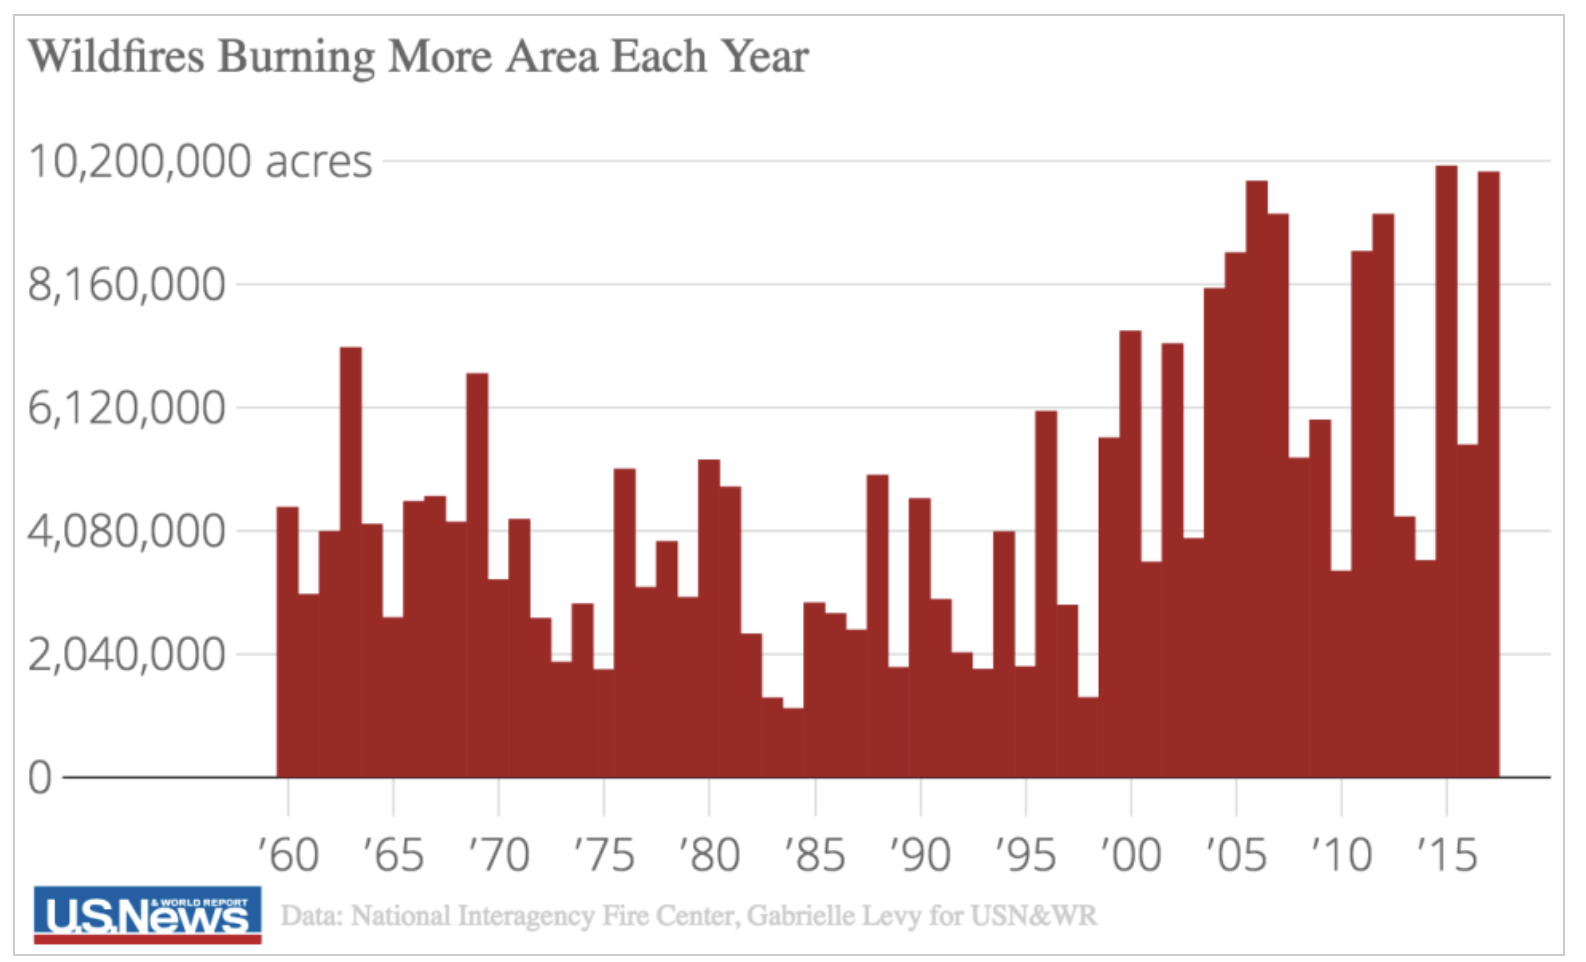 Wildfires Burning More Area Each Year
10,200,000 acres
8,160,000
6,120,000
4,080,000
2,040,000
0
’60 ’65 ’70 ’75 ’80 ’85 ’90 ’95 ’00 ’05 ’10 ’15
U.S.News & WORLD REPORT
Data: National Interagency Fire Center, Gabrielle Levy for USN&WR